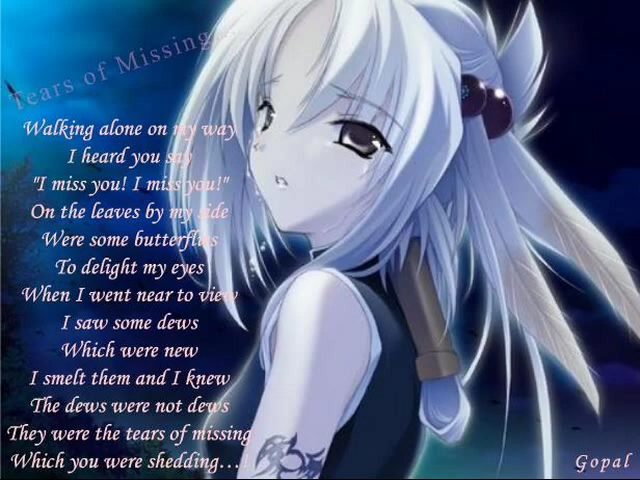 Tears of Missing...
Walking alone on my way
I heard you say
"I miss you! I miss you!"
On the leaves by my side
Were some butterflies
To delight my eyes
When I went near to view
I saw some dews
Which were new
I smelt them and I knew
The dews were not dews
They were the tears of missing
Which you were shedding...!
Gopal